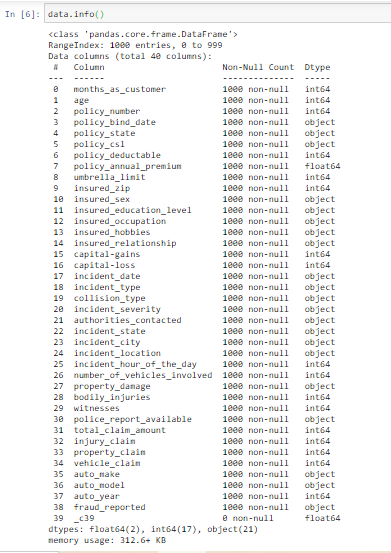 In [6]: data.info()
<class 'pandas.core.frame.DataFrame'>
RangeIndex: 1000 entries, 0 to 999
Data columns (total 40 columns):
 #   Column                       Non-Null Count  Dtype
---  ------                       --------------  -----
 0   months_as_customer           1000 non-null   int64
 1   age                          1000 non-null   int64
 2   policy_number                1000 non-null   int64
 3   policy_bind_date             1000 non-null   object
 4   policy_state                 1000 non-null   object
 5   policy_csl                   1000 non-null   object
 6   policy_deductable            1000 non-null   int64
 7   policy_annual_premium        1000 non-null   float64
 8   umbrella_limit               1000 non-null   int64
 9   insured_zip                  1000 non-null   int64
 10  insured_sex                  1000 non-null   object
 11  insured_education_level      1000 non-null   object
 12  insured_occupation           1000 non-null   object
 13  insured_hobbies              1000 non-null   object
 14  insured_relationship         1000 non-null   object
 15  capital-gains                1000 non-null   int64
 16  capital-loss                 1000 non-null   int64
 17  incident_date                1000 non-null   object
 18  incident_type                1000 non-null   object
 19  collision_type               1000 non-null   object
 20  incident_severity            1000 non-null   object
 21  authorities_contacted        1000 non-null   object
 22  incident_state               1000 non-null   object
 23  incident_city                1000 non-null   object
 24  incident_location            1000 non-null   object
 25  incident_hour_of_the_day     1000 non-null   int64
 26  number_of_vehicles_involved  1000 non-null   int64
 27  property_damage              1000 non-null   object
 28  bodily_injuries              1000 non-null   int64
 29  witnesses                    1000 non-null   int64
 30  police_report_available      1000 non-null   object
 31  total_claim_amount           1000 non-null   int64
 32  injury_claim                 1000 non-null   int64
 33  property_claim               1000 non-null   int64
 34  vehicle_claim                1000 non-null   int64
 35  auto_make                    1000 non-null   object
 36  auto_model                   1000 non-null   object
 37  auto_year                    1000 non-null   int64
 38  fraud_reported               1000 non-null   object
 39  _c39                         0 non-null      float64
dtypes: float64(2), int64(17), object(21)
memory usage: 312.6+ KB